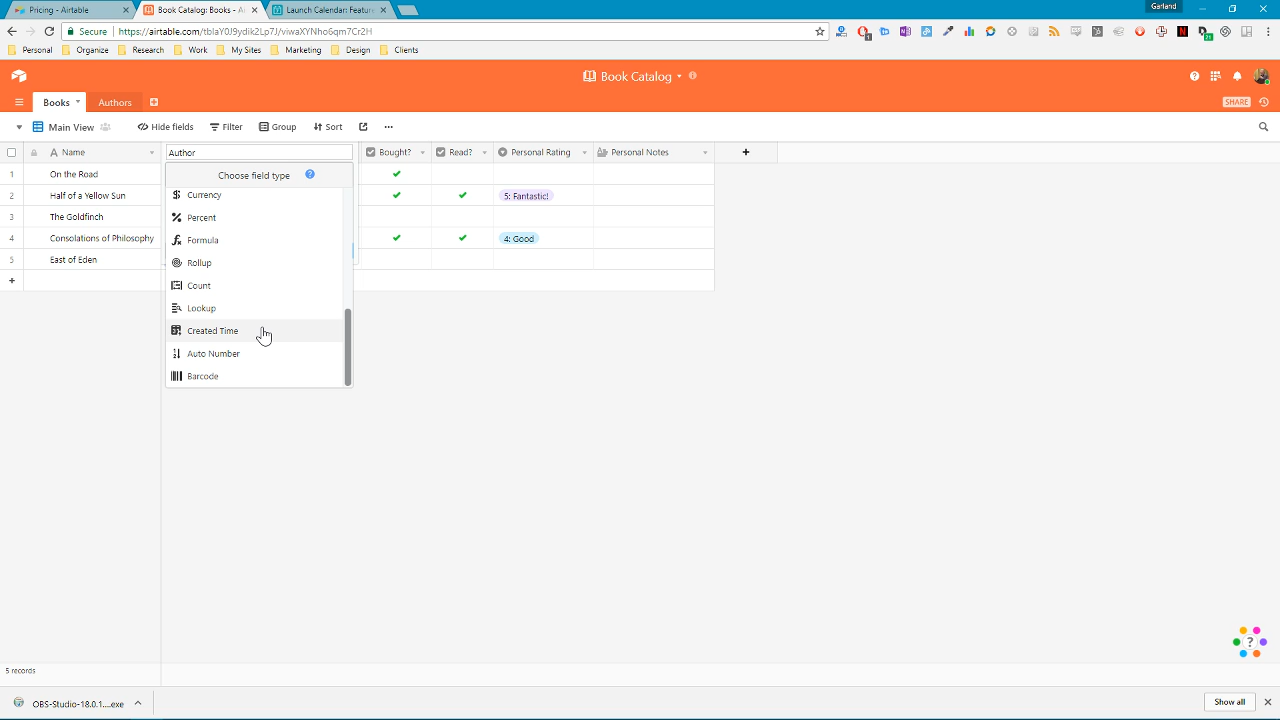 Garland
Pricing - Airtable
Book Catalog: Books - Ai
Launch Calendar: Feature
Secure
https://airtable.com/tblaY0J9ydik2Lp7J/viwaXYNho6qm7Cr2H
Personal
Organize
Research
Work
My Sites
Marketing
Design
Clients
Book Catalog
Books
Authors
SHARE
Main View
Hide fields
Filter
Group
Sort
Name
Author
Bought?
Read?
Personal Rating
Personal Notes
Choose field type
1 On the Road
2 Half of a Yellow Sun 5: Fantastic!
3 The Goldfinch
4 Consolations of Philosophy 4: Good
5 East of Eden
Currency
Percent
Formula
Rollup
Count
Lookup
Created Time
Auto Number
Barcode
5 records
OBS-Studio-18.0.1....exe
Show all